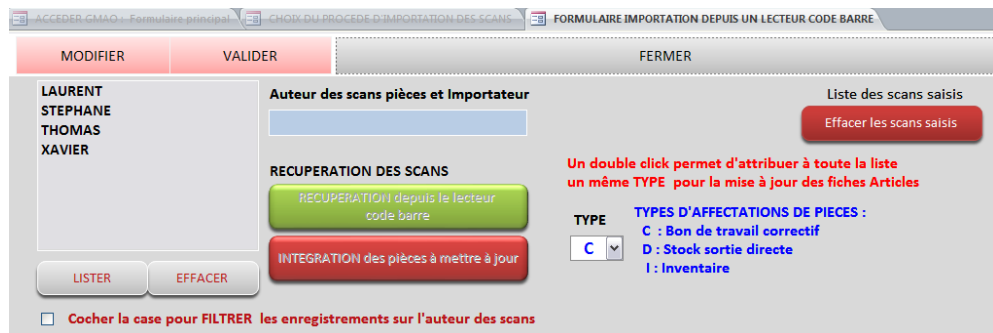 ACCEDER GMAO : Formulaire principal
CHOIX DU PROCEDE D'IMPORTATION DES SCANS
FORMULAIRE IMPORTATION DEPUIS UN LECTEUR CODE BARRE
MODIFIER
VALIDER
FERMER
LAURENT
STEPHANE
THOMAS
XAVIER
LISTER
EFFACER
Auteur des scans pièces et Importateur
RECUPERATION DES SCANS
RECUPERATION depuis le lecteur
code barre
INTEGRATION des pièces à mettre à jour
Liste des scans saisis
Effacer les scans saisis
Un double click permet d'attribuer à toute la liste
un même TYPE pour la mise à jour des fiches Articles
TYPE
C
TYPES D'AFFECTATIONS DE PIECES :
C : Bon de travail correctif
D : Stock sortie directe
I : Inventaire
Cocher la case pour FILTRER les enregistrements sur l'auteur des scans